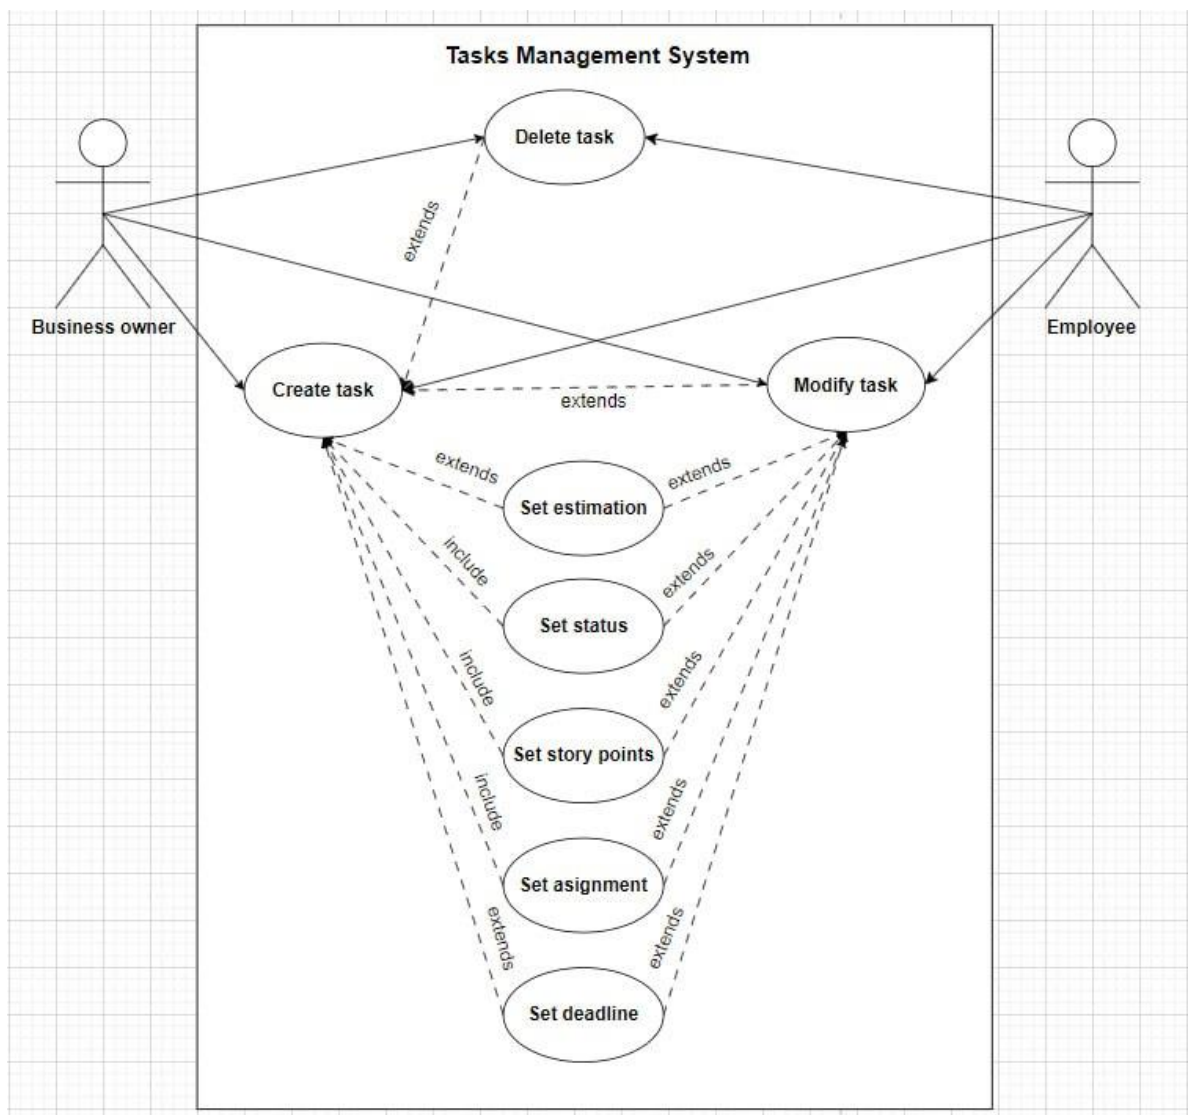 Tasks Management System
Delete task
extends
Business owner
Employee
Create task
Modify task
extends
extends
extends
Set estimation
include
extends
Set status
include
extends
Set story points
include
extends
Set asignment
extends
extends
Set deadline